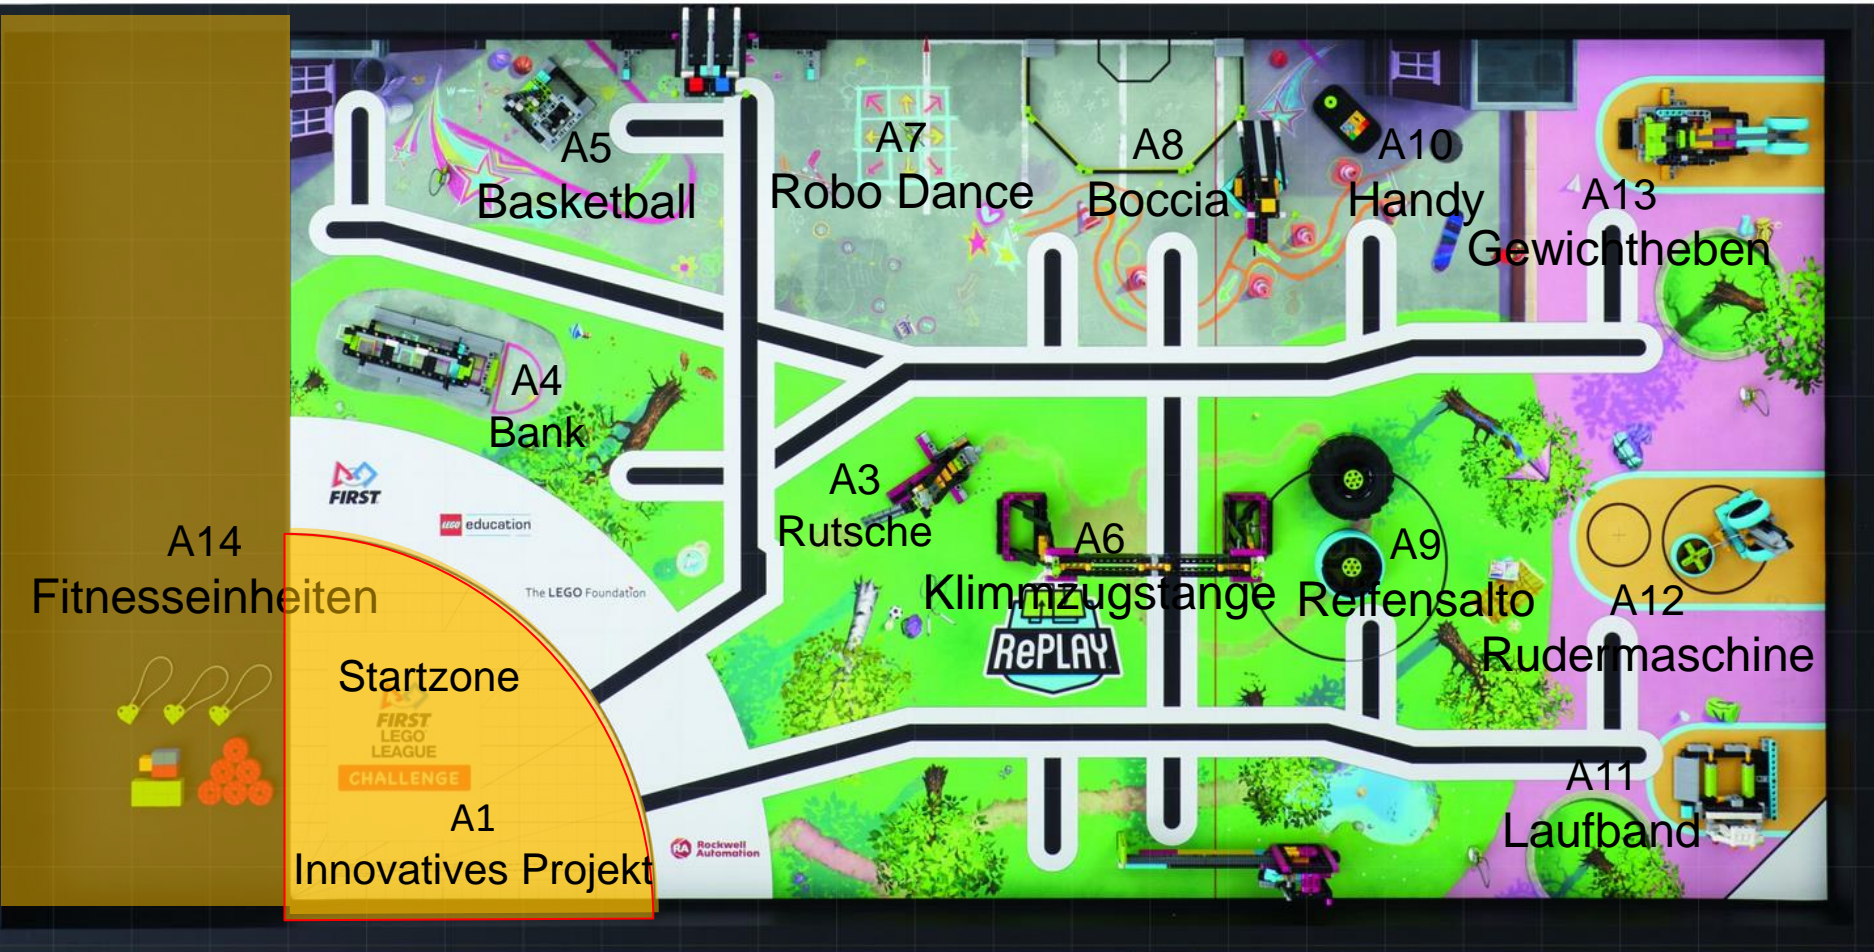 A5
Basketball
A7
Robo Dance
A8
Boccia
A10
Handy
A13
Gewichtheben
A4
Bank
FIRST
LEGO education
The LEGO Foundation
A3
Rutsche
A6
Klimmzugstange
A9
Reifensalto
RePLAY
A12
Rudermaschine
A14
Fitnesseinheiten
Startzone
FIRST
LEGO
LEAGUE
CHALLENGE
A1
Innovatives Projekt
RA Rockwell
Automation
A11
Laufband